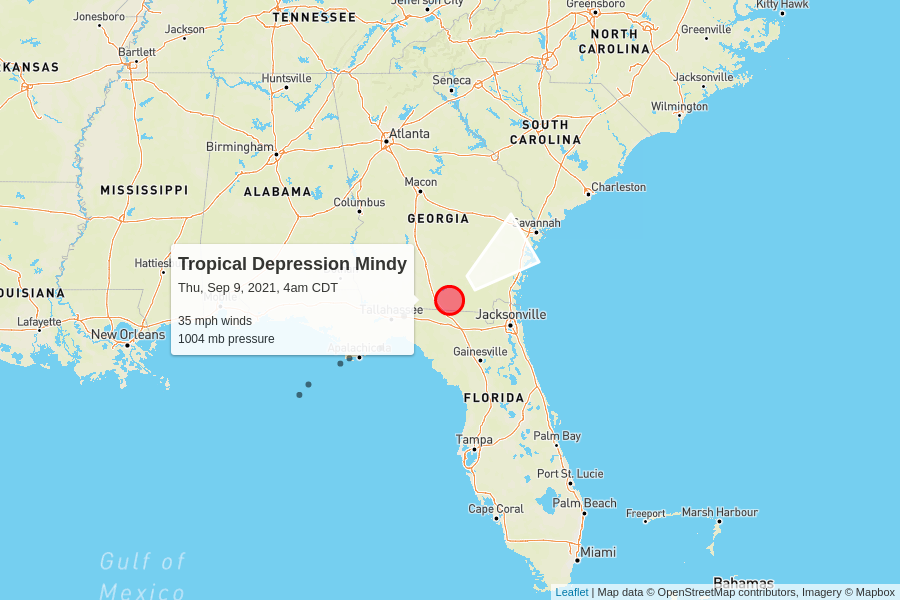 Jefferson City
Kitty Hawk
Greensboro
Jonesboro
TENNESSEE
Jackson
Greenville
NORTH
CAROLINA
Bartlett
KANSAS
Huntsville
Seneca
Jacksonville
Wilmington
SOUTH
CAROLINA
Atlanta
Birmingham
MISSISSIPPI
ALABAMA
Macon
Charleston
Columbus
GEORGIA
Savannah
Hattiesb
Tropical Depression Mindy
Thu, Sep 9, 2021, 4am CDT
OUISIANA
Mobile
Tallahassee
Jacksonville
Lafayette
New Orleans
35 mph winds
1004 mb pressure
Apalachicola
Gainesville
FLORIDA
Tampa
Palm Bay
Port St. Lucie
Cape Coral
Palm Beach
Freeport
Marsh Harbour
Gulf of
Mexico
Miami
Bahamas
Leaflet | Map data © OpenStreetMap contributors, Imagery © Mapbox